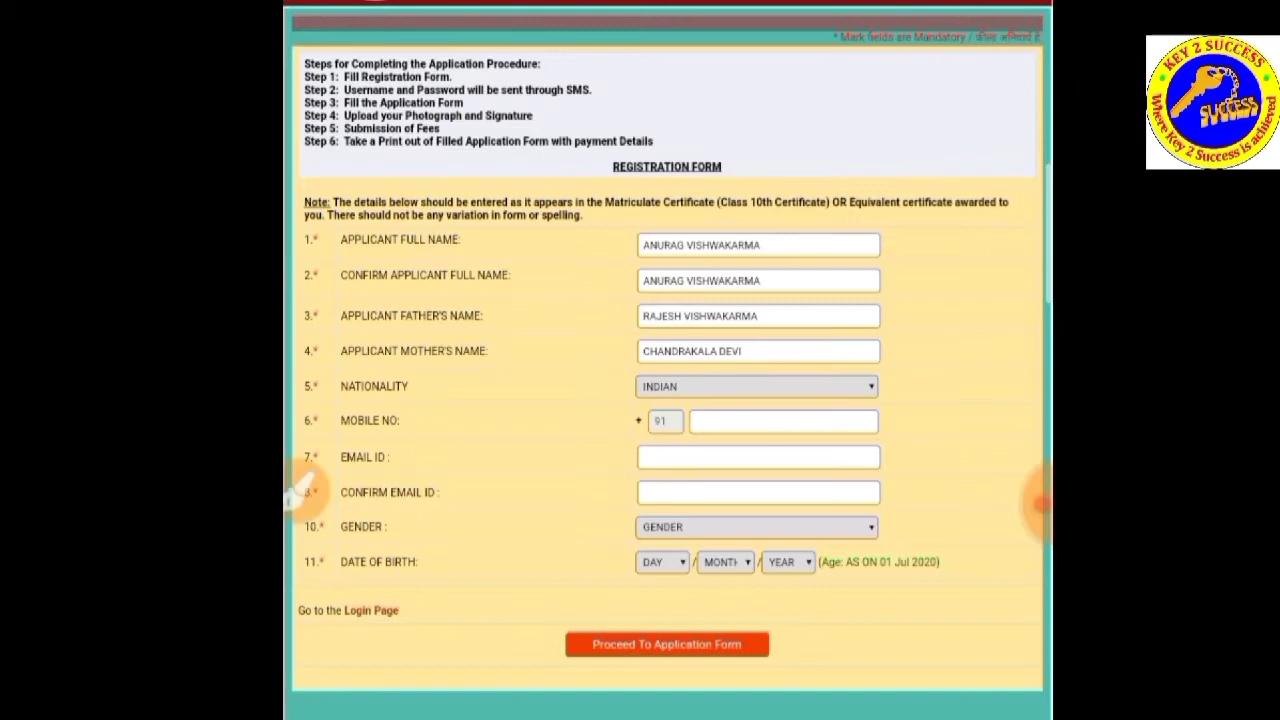 * Mark fields are Mandatory / फ़ील्ड अनिवार्य है
Steps for Completing the Application Procedure:
Step 1: Fill Registration Form.
Step 2: Username and Password will be sent through SMS.
Step 3: Fill the Application Form
Step 4: Upload your Photograph and Signature
Step 5: Submission of Fees
Step 6: Take a Print out of Filled Application Form with payment Details
REGISTRATION FORM
Note: The details below should be entered as it appears in the Matriculate Certificate (Class 10th Certificate) OR Equivalent certificate awarded to
you. There should not be any variation in form or spelling.
1.* APPLICANT FULL NAME: ANURAG VISHWAKARMA
2.* CONFIRM APPLICANT FULL NAME: ANURAG VISHWAKARMA
3.* APPLICANT FATHER'S NAME: RAJESH VISHWAKARMA
4.* APPLICANT MOTHER'S NAME: CHANDRAKALA DEVI
5.* NATIONALITY INDIAN
6.* MOBILE NO: + 91
7.* EMAIL ID :
8.* CONFIRM EMAIL ID :
10.* GENDER : GENDER
11.* DATE OF BIRTH: DAY / MONTH / YEAR (Age: AS ON 01 Jul 2020)
Go to the Login Page
Proceed To Application Form
KEY 2 SUCCESS
SUCCESS
Where Key 2 Success is achieved